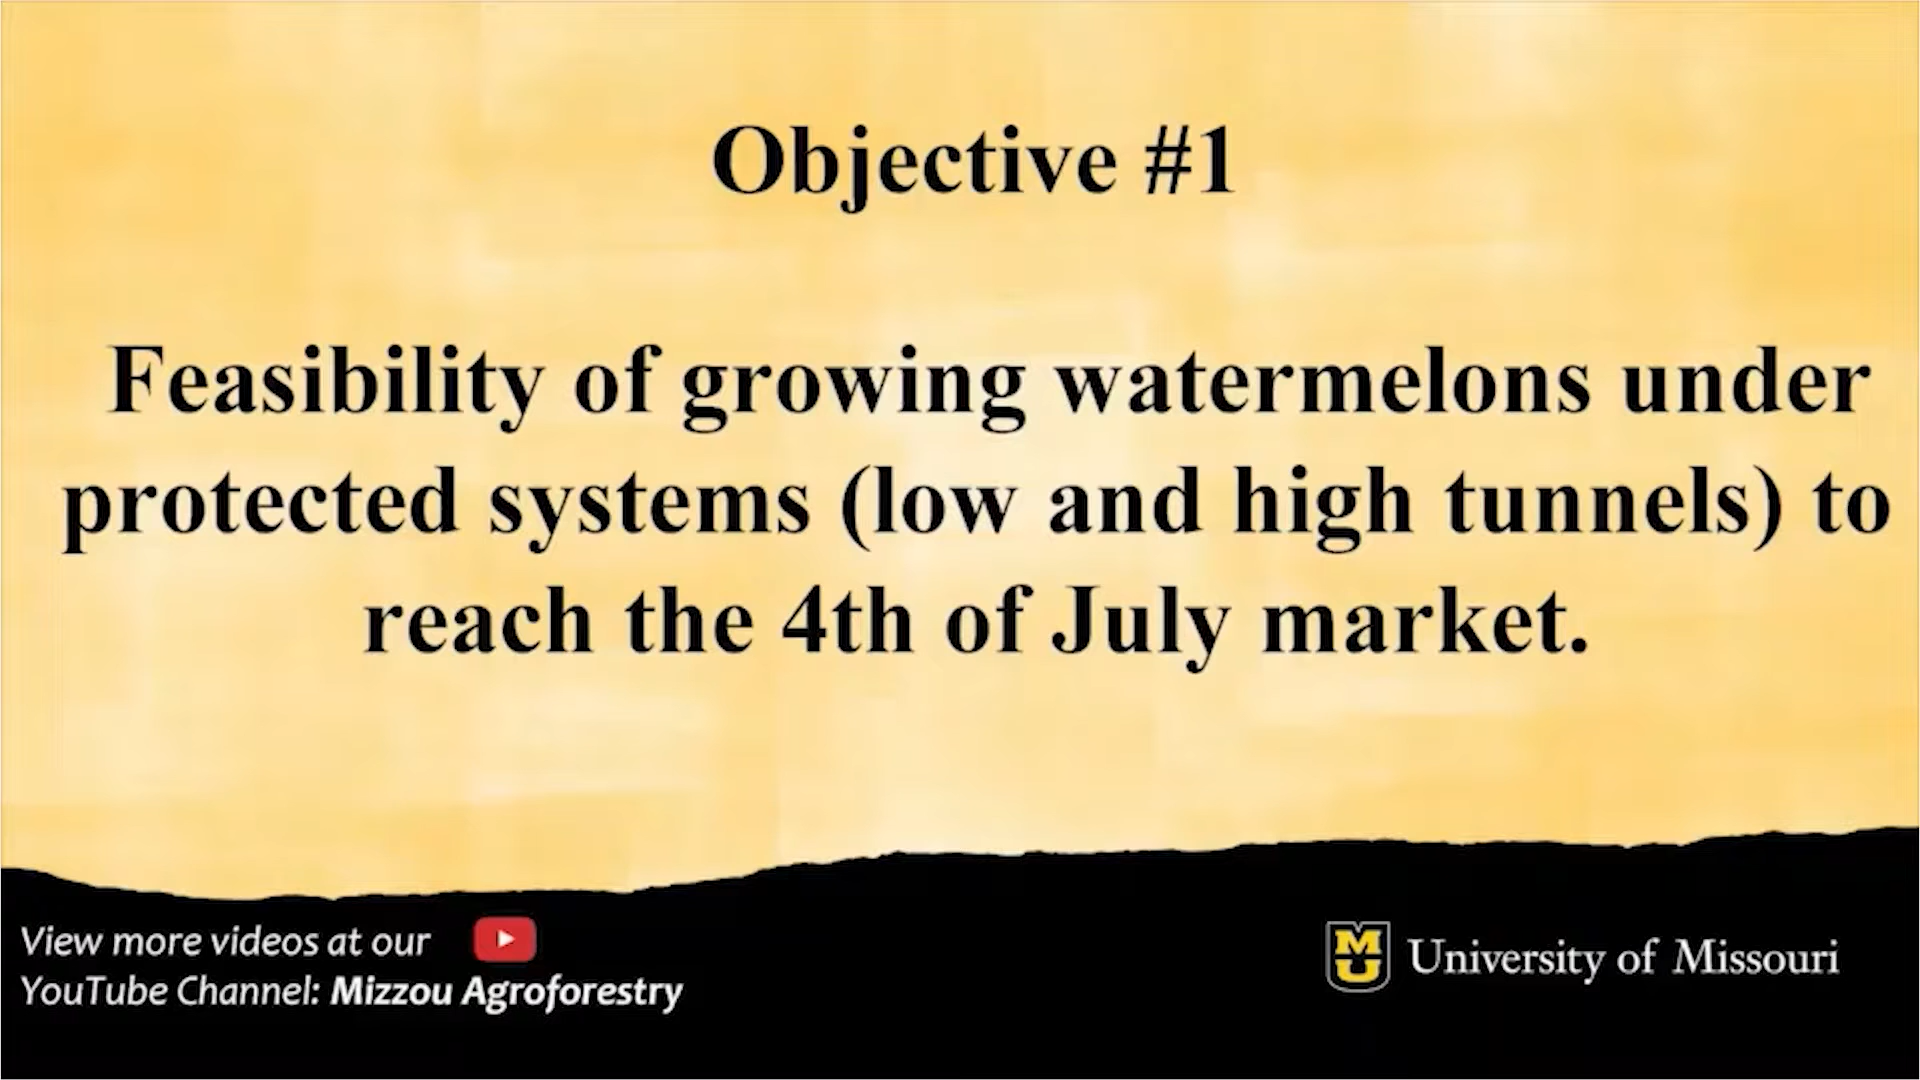 Objective #1
Feasibility of growing watermelons under
protected systems (low and high tunnels) to
reach the 4th of July market.
View more videos at our
YouTube Channel: Mizzou Agroforestry
MU University of Missouri